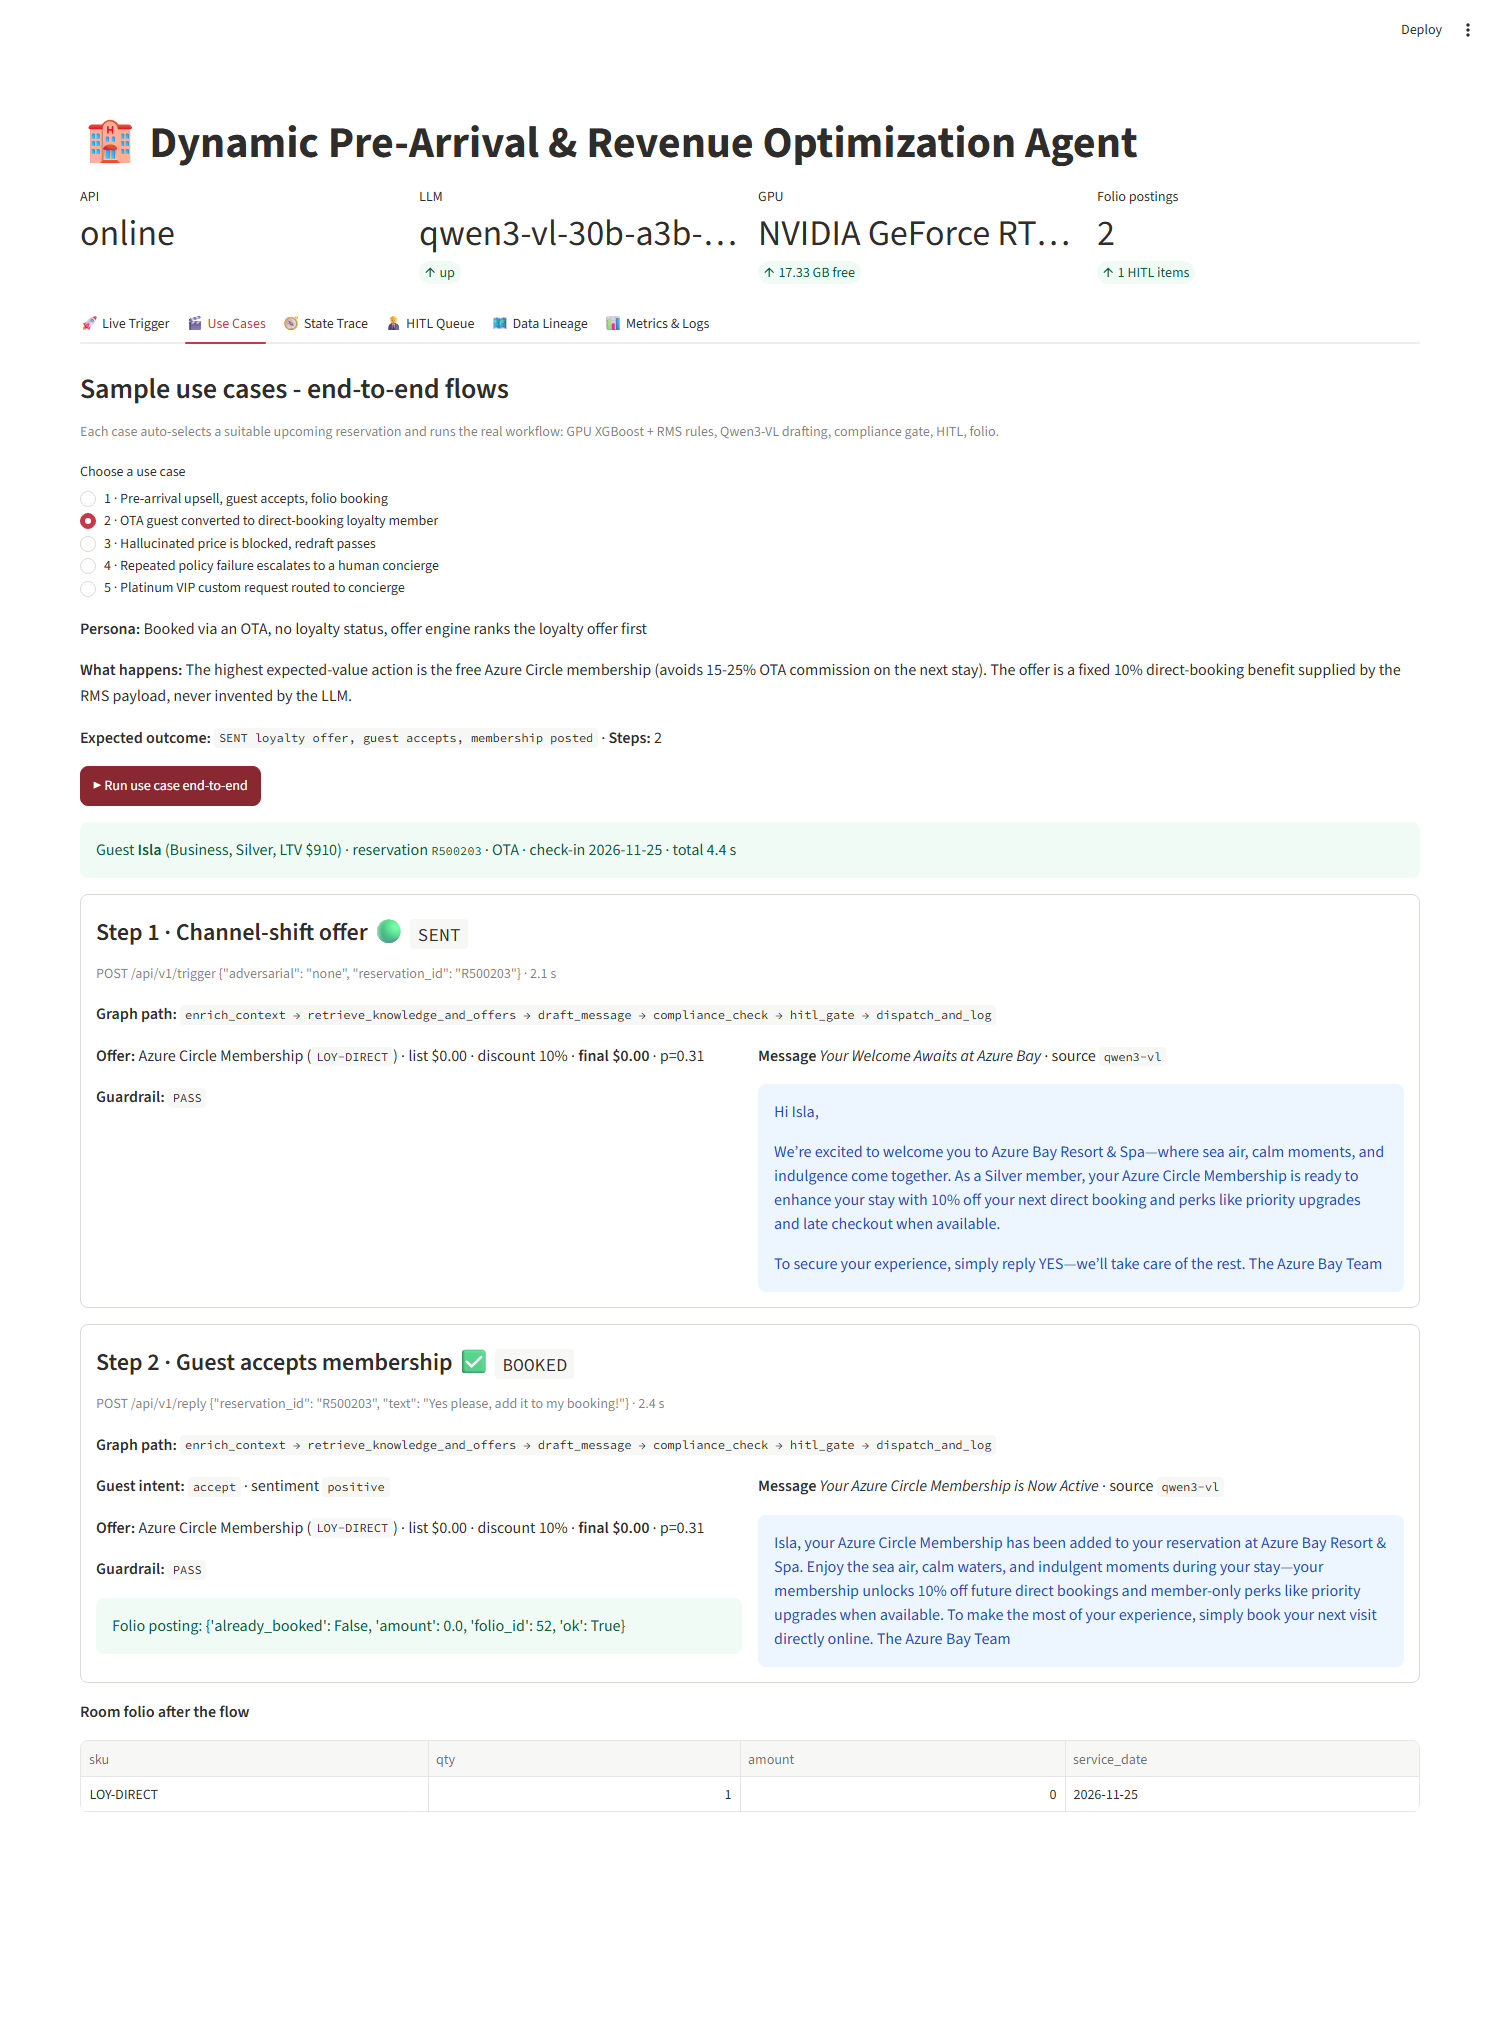 Deploy
Dynamic Pre-Arrival & Revenue Optimization Agent
API
online
LLM
qwen3-vl-30b-a3b-…
↑ up
GPU
NVIDIA GeForce RT…
↑ 17.33 GB free
Folio postings
2
↑ 1 HITL items
Live Trigger
Use Cases
State Trace
HITL Queue
Data Lineage
Metrics & Logs
Sample use cases - end-to-end flows
Each case auto-selects a suitable upcoming reservation and runs the real workflow: GPU XGBoost + RMS rules, Qwen3-VL drafting, compliance gate, HITL, folio.
Choose a use case
1 · Pre-arrival upsell, guest accepts, folio booking
2 · OTA guest converted to direct-booking loyalty member
3 · Hallucinated price is blocked, redraft passes
4 · Repeated policy failure escalates to a human concierge
5 · Platinum VIP custom request routed to concierge
Persona: Booked via an OTA, no loyalty status, offer engine ranks the loyalty offer first
What happens: The highest expected-value action is the free Azure Circle membership (avoids 15-25% OTA commission on the next stay). The offer is a fixed 10% direct-booking benefit supplied by the
RMS payload, never invented by the LLM.
Expected outcome: SENT loyalty offer, guest accepts, membership posted · Steps: 2
▶ Run use case end-to-end
Guest Isla (Business, Silver, LTV $910) · reservation R500203 · OTA · check-in 2026-11-25 · total 4.4 s
Step 1 · Channel-shift offer SENT
POST /api/v1/trigger {"adversarial": "none", "reservation_id": "R500203"} · 2.1 s
Graph path: enrich_context → retrieve_knowledge_and_offers → draft_message → compliance_check → hitl_gate → dispatch_and_log
Offer: Azure Circle Membership ( LOY-DIRECT ) · list $0.00 · discount 10% · final $0.00 · p=0.31
Guardrail: PASS
Message Your Welcome Awaits at Azure Bay · source qwen3-vl
Hi Isla,
We're excited to welcome you to Azure Bay Resort & Spa—where sea air, calm moments, and
indulgence come together. As a Silver member, your Azure Circle Membership is ready to
enhance your stay with 10% off your next direct booking and perks like priority upgrades
and late checkout when available.
To secure your experience, simply reply YES—we'll take care of the rest. The Azure Bay Team
Step 2 · Guest accepts membership BOOKED
POST /api/v1/reply {"reservation_id": "R500203", "text": "Yes please, add it to my booking!"} · 2.4 s
Graph path: enrich_context → retrieve_knowledge_and_offers → draft_message → compliance_check → hitl_gate → dispatch_and_log
Guest intent: accept · sentiment positive
Offer: Azure Circle Membership ( LOY-DIRECT ) · list $0.00 · discount 10% · final $0.00 · p=0.31
Guardrail: PASS
Folio posting: {'already_booked': False, 'amount': 0.0, 'folio_id': 52, 'ok': True}
Message Your Azure Circle Membership is Now Active · source qwen3-vl
Isla, your Azure Circle Membership has been added to your reservation at Azure Bay Resort &
Spa. Enjoy the sea air, calm waters, and indulgent moments during your stay—your
membership unlocks 10% off future direct bookings and member-only perks like priority
upgrades when available. To make the most of your experience, simply book your next visit
directly online. The Azure Bay Team
Room folio after the flow
sku qty amount service_date
LOY-DIRECT 1 0 2026-11-25